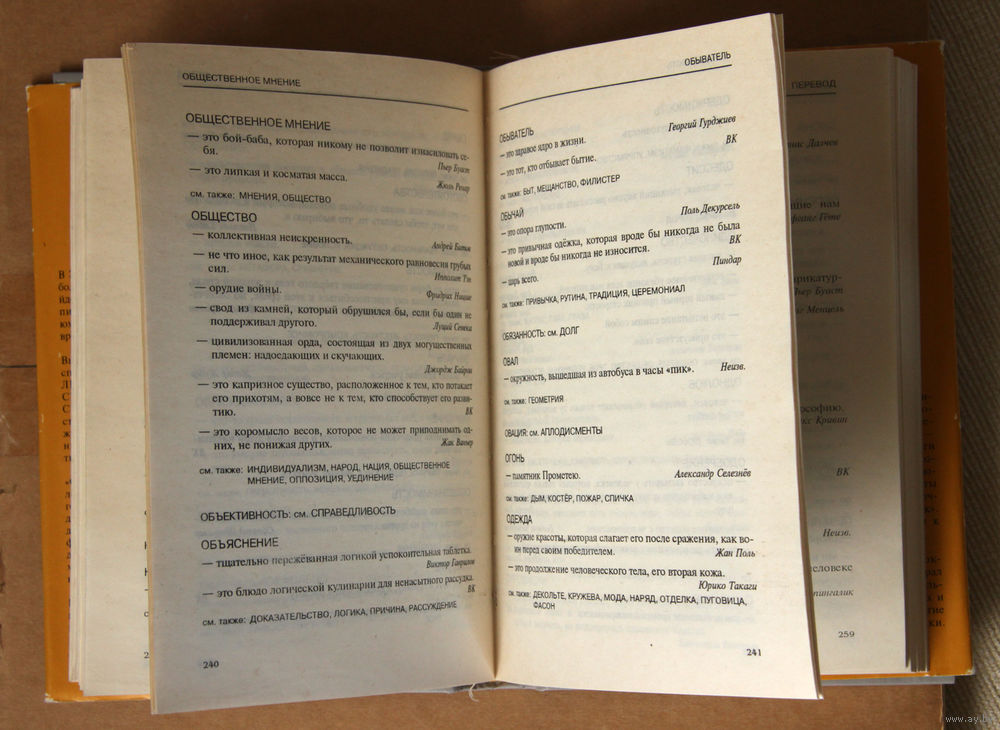 ОБЩЕСТВЕННОЕ МНЕНИЕ
ОБЩЕСТВЕННОЕ МНЕНИЕ
— это бой-баба, которая никому не позволит изнасиловать се-
бя.
Пьер Буаст
— это липкая и косматая масса.
Жюль Ренар
см. также: МНЕНИЯ, ОБЩЕСТВО
ОБЩЕСТВО
— коллективная неискренность.
Андрей Битов
— не что иное, как результат механического равновесия грубых
сил.
Ипполит Тэн
— орудие войны.
Фридрих Ницше
— свод из камней, который обрушился бы, если бы один не
поддерживал другого.
Луций Сенека
— цивилизованная орда, состоящая из двух могущественных
племен: надоедающих и скучающих.
Джордж Байрон
— это капризное существо, расположенное к тем, кто потакает
его прихотям, а вовсе не к тем, кто способствует его разви-
тию.
ВК
— это коромысло весов, которое не может приподнимать од-
них, не понижая других.
Жак Ваньер
см. также: ИНДИВИДУАЛИЗМ, НАРОД, НАЦИЯ, ОБЩЕСТВЕННОЕ
МНЕНИЕ, ОППОЗИЦИЯ, УЕДИНЕНИЕ
ОБЪЕКТИВНОСТЬ: см. СПРАВЕДЛИВОСТЬ
ОБЪЯСНЕНИЕ
— тщательно пережёванная логикой успокоительная таблетка.
Виктор Гаврилов
— это блюдо логической кулинарии для ненасытного рассудка.
ВК
см. также: ДОКАЗАТЕЛЬСТВО, ЛОГИКА, ПРИЧИНА, РАССУЖДЕНИЕ
240
ОБЫВАТЕЛЬ
ОБЫВАТЕЛЬ
Георгий Гурджиев
— это здравое ядро в жизни.
ВК
— это тот, кто отбывает бытие.
см. также: БЫТ, МЕЩАНСТВО, ФИЛИСТЕР
ОБЫЧАЙ
Поль Декурсель
— это опора глупости.
— это привычная одёжка, которая вроде бы никогда не была
новой и вроде бы никогда не износится.
ВК
Пиндар
— царь всего.
см. также: ПРИВЫЧКА, РУТИНА, ТРАДИЦИЯ, ЦЕРЕМОНИАЛ
ОБЯЗАННОСТЬ: см. ДОЛГ
ОВАЛ
— окружность, вышедшая из автобуса в часы «пик».
Неизв.
см. также: ГЕОМЕТРИЯ
ОВАЦИЯ: см. АПЛОДИСМЕНТЫ
ОГОНЬ
— памятник Прометею.
Александр Селезнёв
см. также: ДЫМ, КОСТЁР, ПОЖАР, СПИЧКА
ОДЕЖДА
— оружие красоты, которая слагает его после сражения, как во-
ин перед своим победителем.
Жан Поль
— это продолжение человеческого тела, его вторая кожа.
Юрико Такаги
см. также: ДЕКОЛЬТЕ, КРУЖЕВА, МОДА, НАРЯД, ОТДЕЛКА, ПУГОВИЦА,
ФАСОН
241
ПЕРЕВОД
Далчев
нам
Гёте
Буаст
Менцель
Кривин
ВК
Неизв.
259
www.ay.by